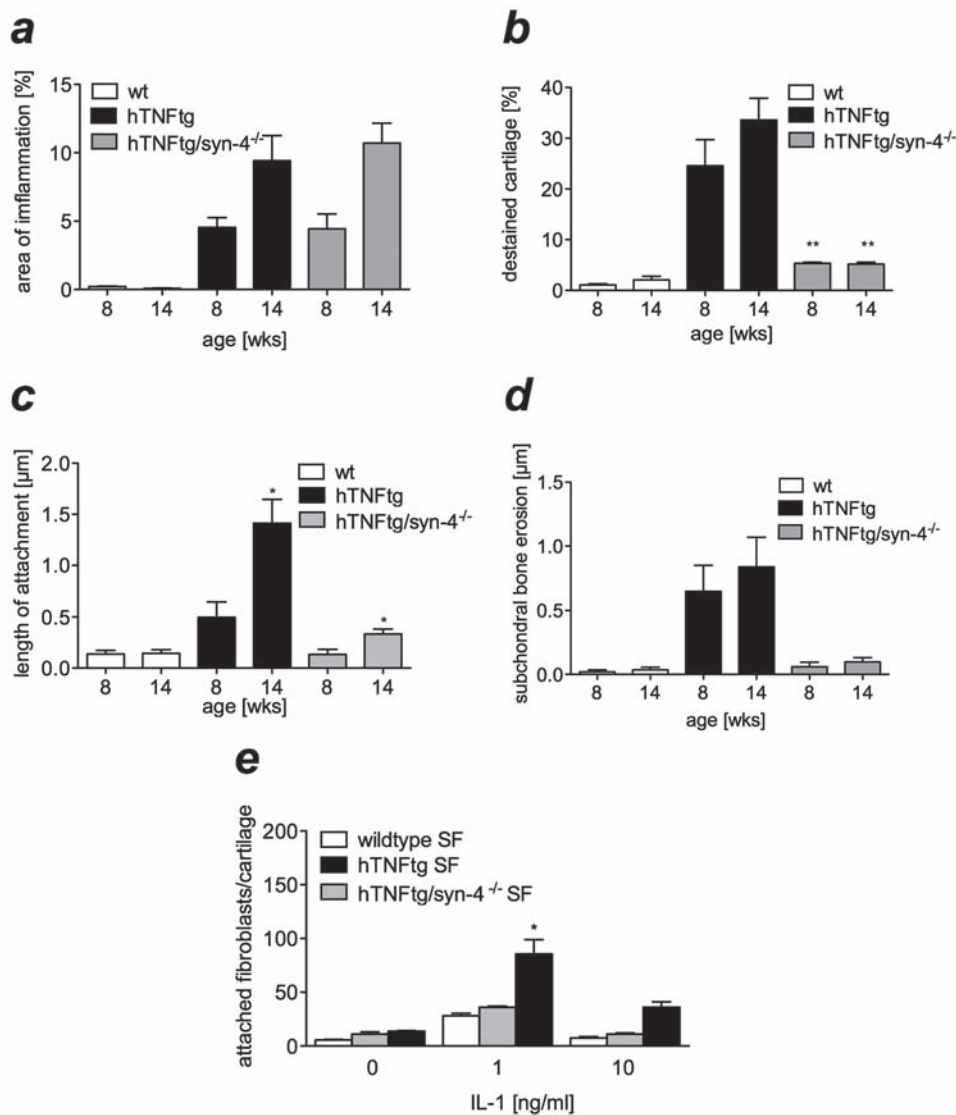 a
area of imflammation [%]
15
10
5
0
wt
hTNFtg
hTNFtg/syn-4-/-
8 14 8 14 8 14
age [wks]
b
destained cartilage [%]
40
30
20
10
0
wt
hTNFtg
hTNFtg/syn-4-/-
** **
8 14 8 14 8 14
age [wks]
c
length of attachment [µm]
2.0
1.5
1.0
0.5
0.0
wt
hTNFtg
hTNFtg/syn-4-/-
* *
8 14 8 14 8 14
age [wks]
d
subchondral bone erosion [µm]
1.5
1.0
0.5
0.0
wt
hTNFtg
hTNFtg/syn-4-/-
8 14 8 14 8 14
age [wks]
e
attached fibroblasts/cartilage
200
150
100
50
0
wildtype SF
hTNFtg SF
hTNFtg/syn-4 -/- SF
*
0 1 10
IL-1 [ng/ml]